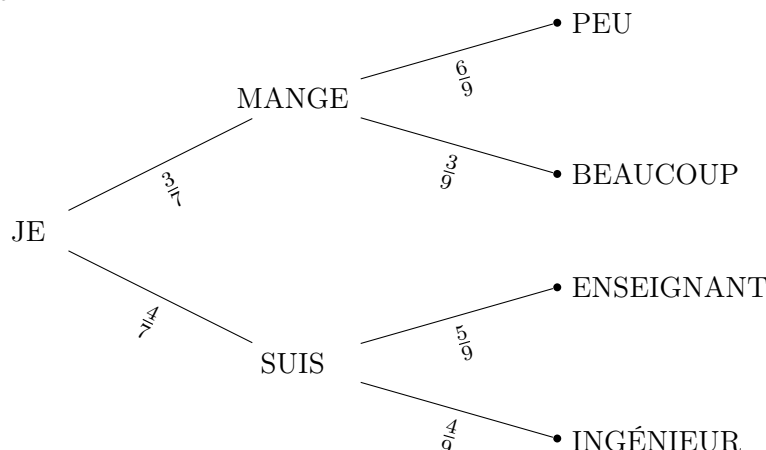 PEU
6/9
MANGE
3/9
BEAUCOUP
3/7
JE
4/7
ENSEIGNANT
5/9
SUIS
4/9
INGÉNIEUR